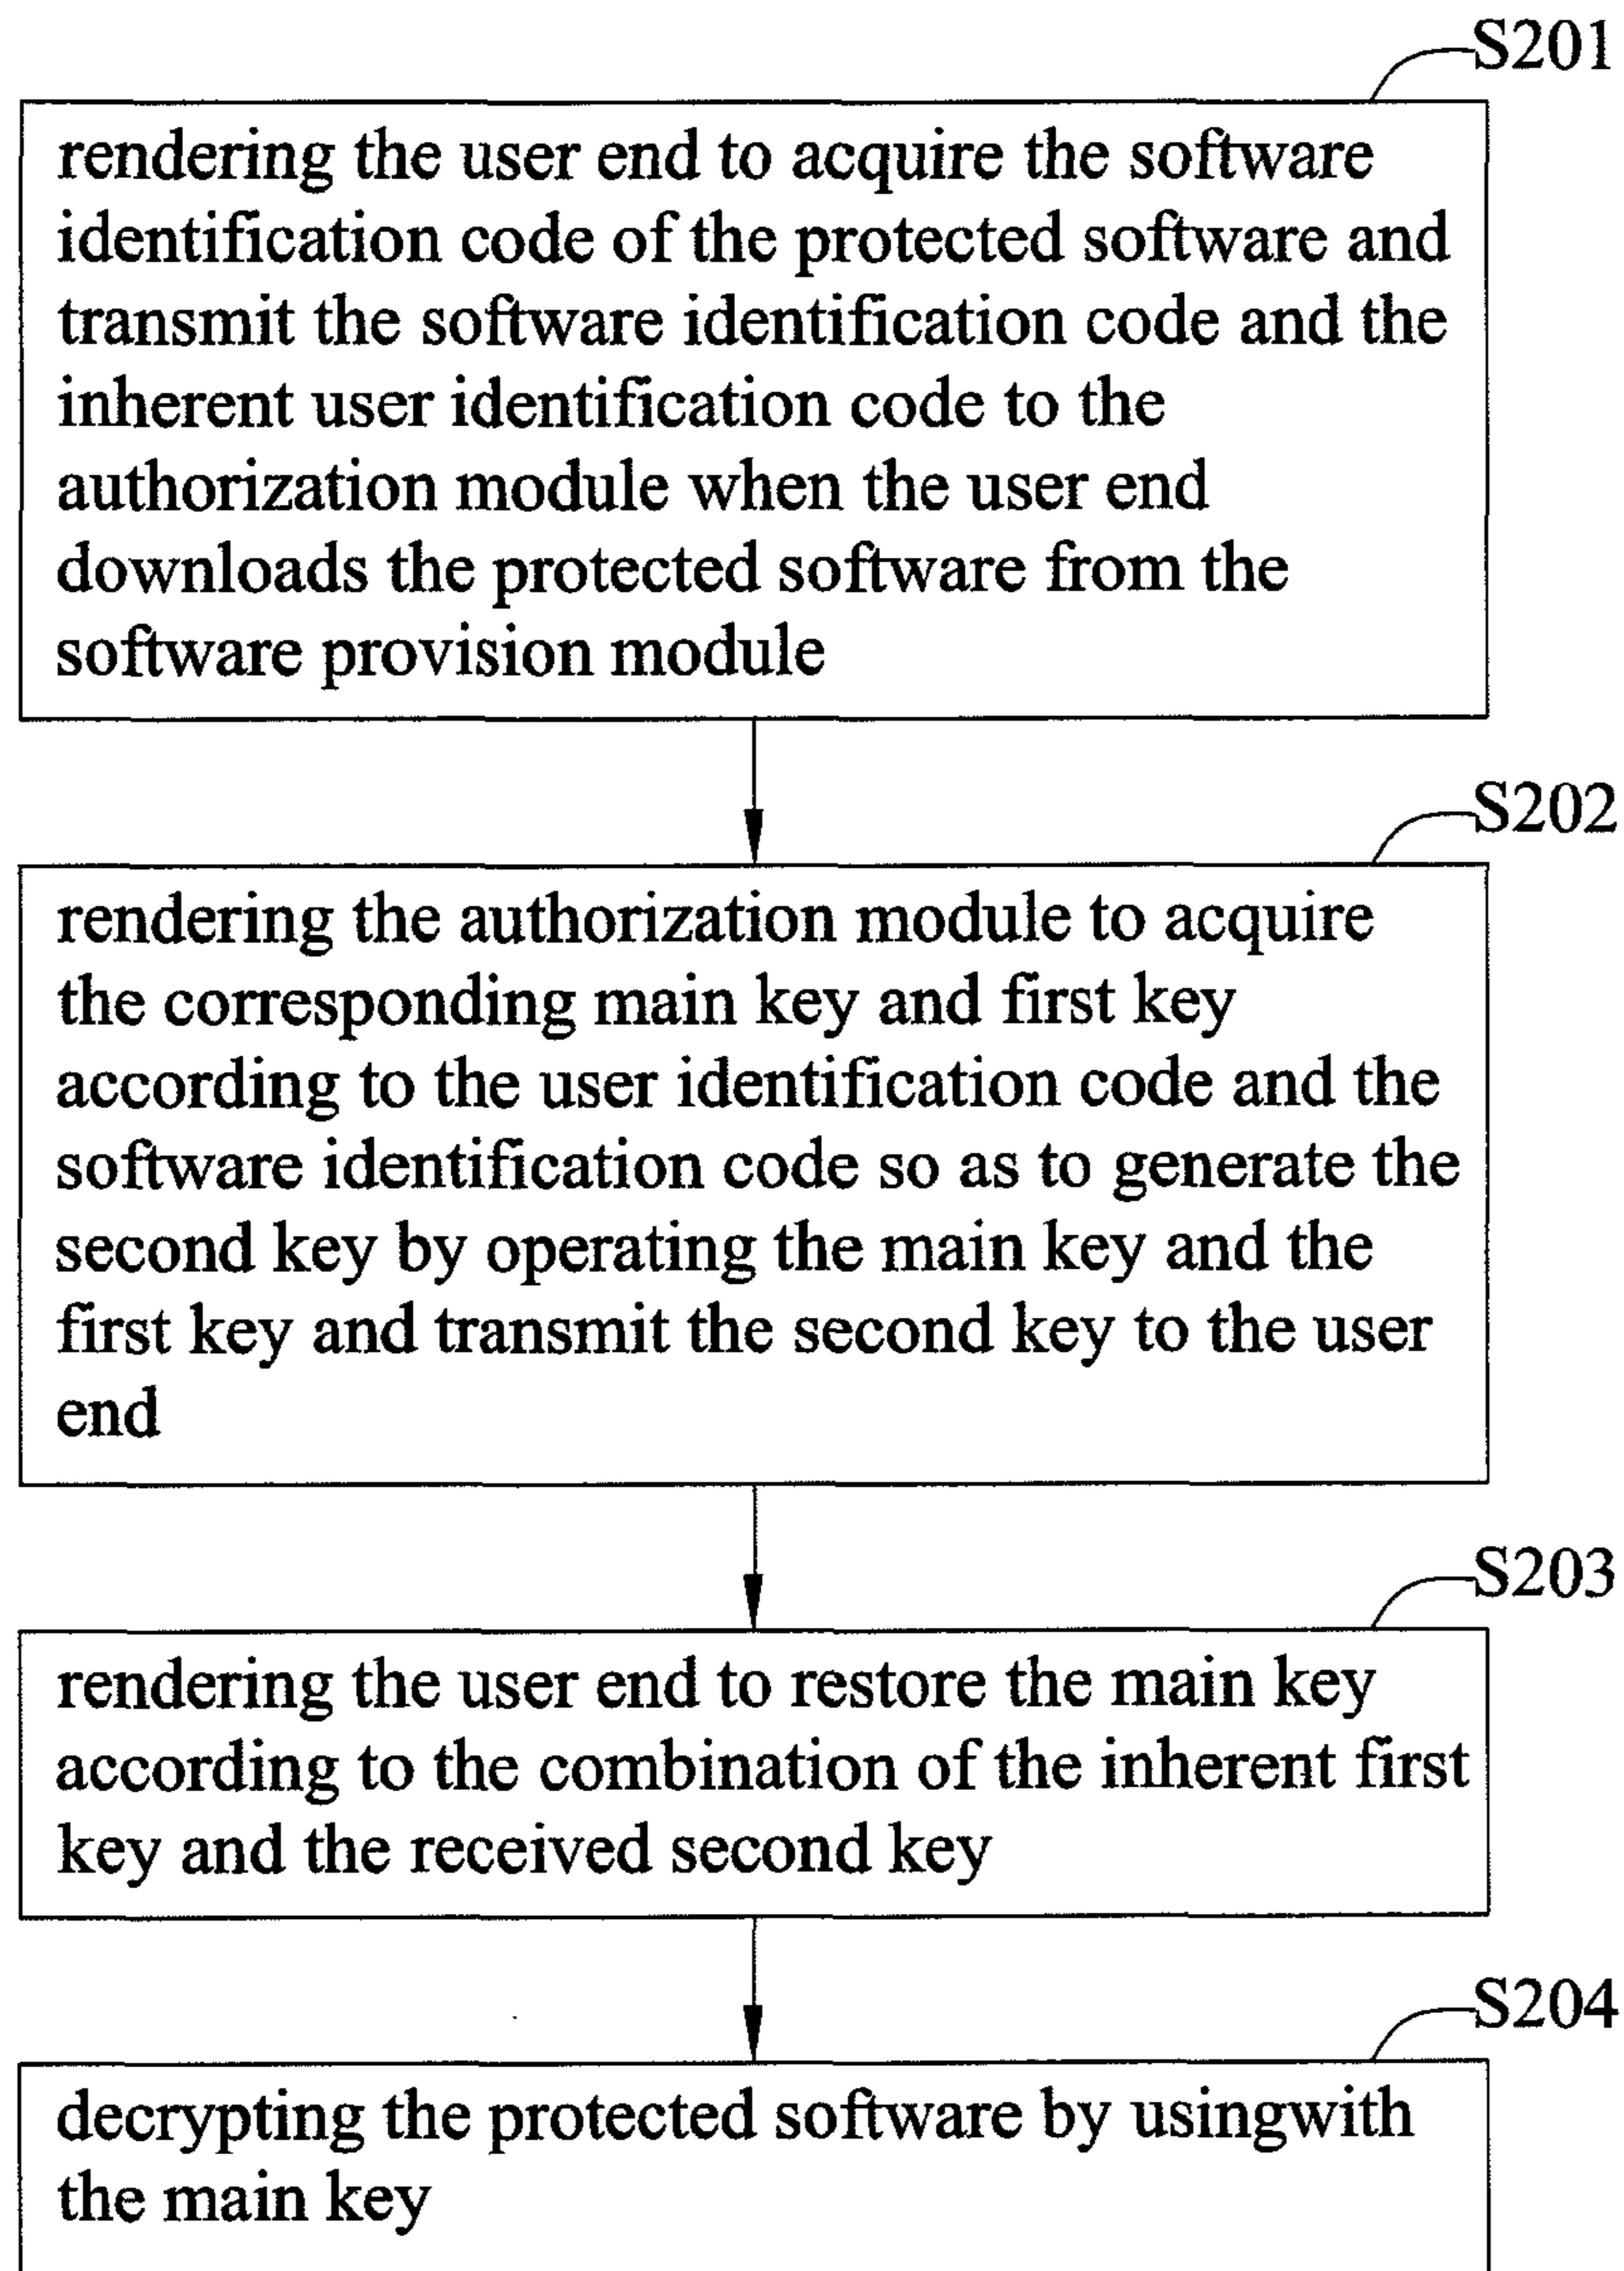 S201
rendering the user end to acquire the software
identification code of the protected software and
transmit the software identification code and the
inherent user identification code to the
authorization module when the user end
downloads the protected software from the
software provision module
S202
rendering the authorization module to acquire
the corresponding main key and first key
according to the user identification code and the
software identification code so as to generate the
second key by operating the main key and the
first key and transmit the second key to the user
end
S203
rendering the user end to restore the main key
according to the combination of the inherent first
key and the received second key
S204
decrypting the protected software by usingwith
the main key